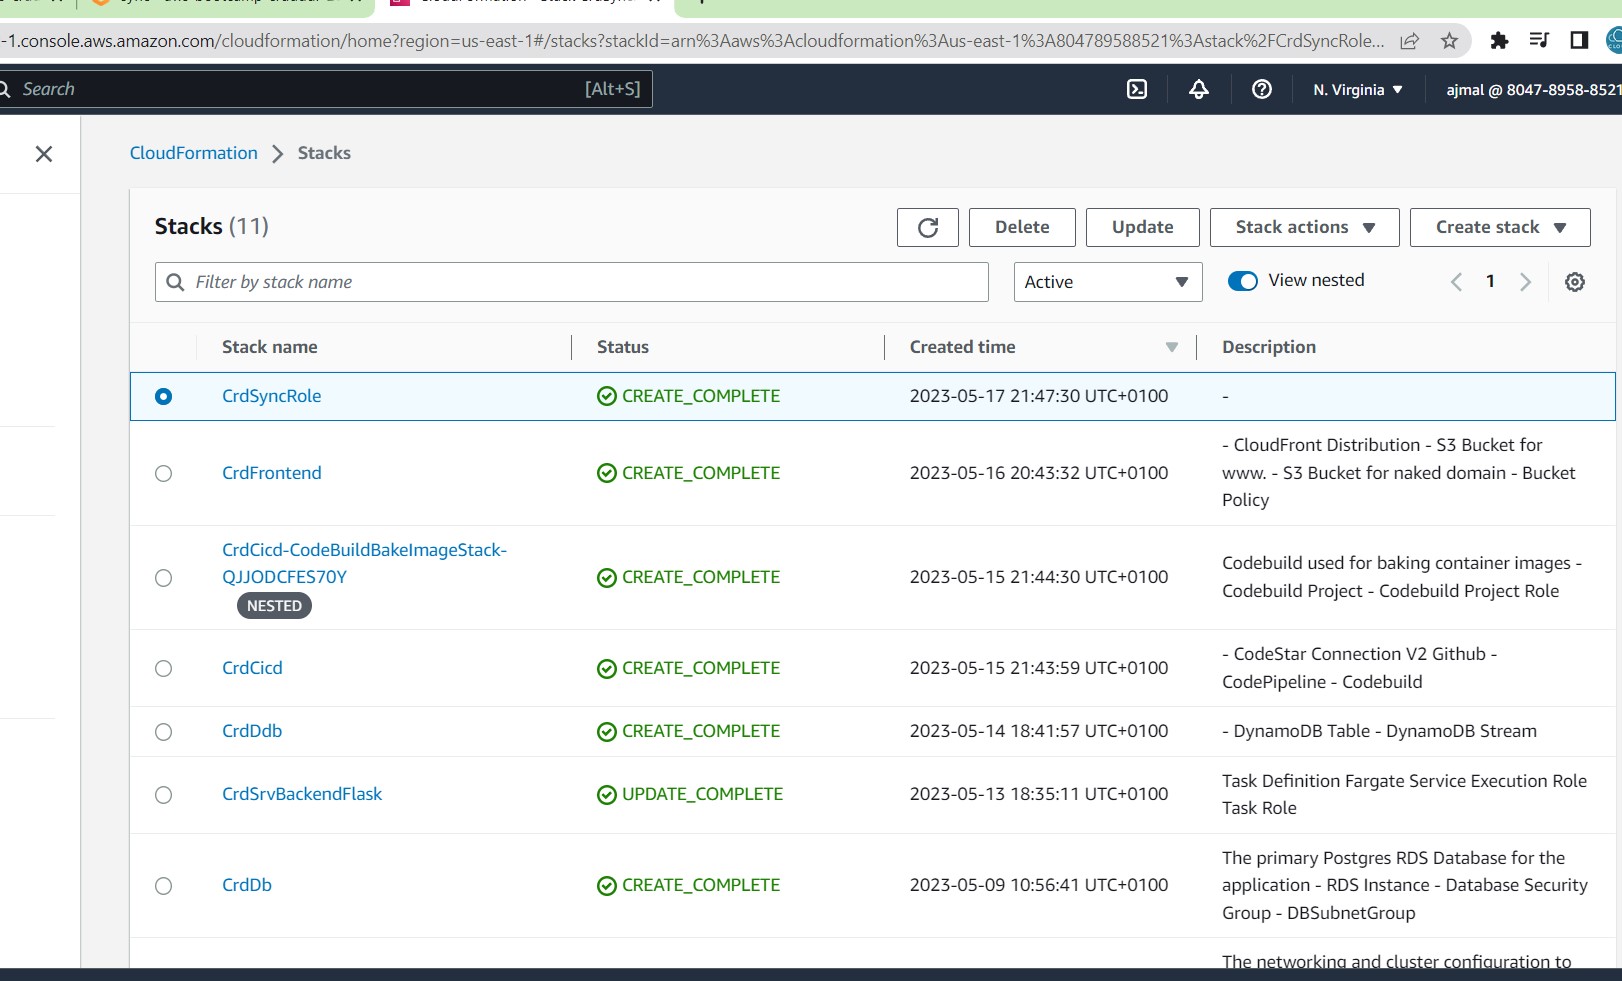 -1.console.aws.amazon.com/cloudformation/home?region=us-east-1#/stacks?stackId=arn%3Aaws%3Acloudformation%3Aus-east-1%3A804789588521%3Astack%2FCrdSyncRole...
Search [Alt+S] N. Virginia ajmal @ 8047-8958-8521
CloudFormation Stacks
Stacks (11) Delete Update Stack actions Create stack
Filter by stack name Active View nested 1
Stack name Status Created time Description
CrdSyncRole CREATE_COMPLETE 2023-05-17 21:47:30 UTC+0100 -
CrdFrontend CREATE_COMPLETE 2023-05-16 20:43:32 UTC+0100
- CloudFront Distribution - S3 Bucket for
www. - S3 Bucket for naked domain - Bucket
Policy
CrdCicd-CodeBuildBakeImageStack-
QJJODCFES70Y
NESTED
CREATE_COMPLETE 2023-05-15 21:44:30 UTC+0100
Codebuild used for baking container images -
Codebuild Project - Codebuild Project Role
CrdCicd CREATE_COMPLETE 2023-05-15 21:43:59 UTC+0100
- CodeStar Connection V2 Github -
CodePipeline - Codebuild
CrdDdb CREATE_COMPLETE 2023-05-14 18:41:57 UTC+0100 - DynamoDB Table - DynamoDB Stream
CrdSrvBackendFlask UPDATE_COMPLETE 2023-05-13 18:35:11 UTC+0100
Task Definition Fargate Service Execution Role
Task Role
CrdDb CREATE_COMPLETE 2023-05-09 10:56:41 UTC+0100
The primary Postgres RDS Database for the
application - RDS Instance - Database Security
Group - DBSubnetGroup
The networking and cluster configuration to